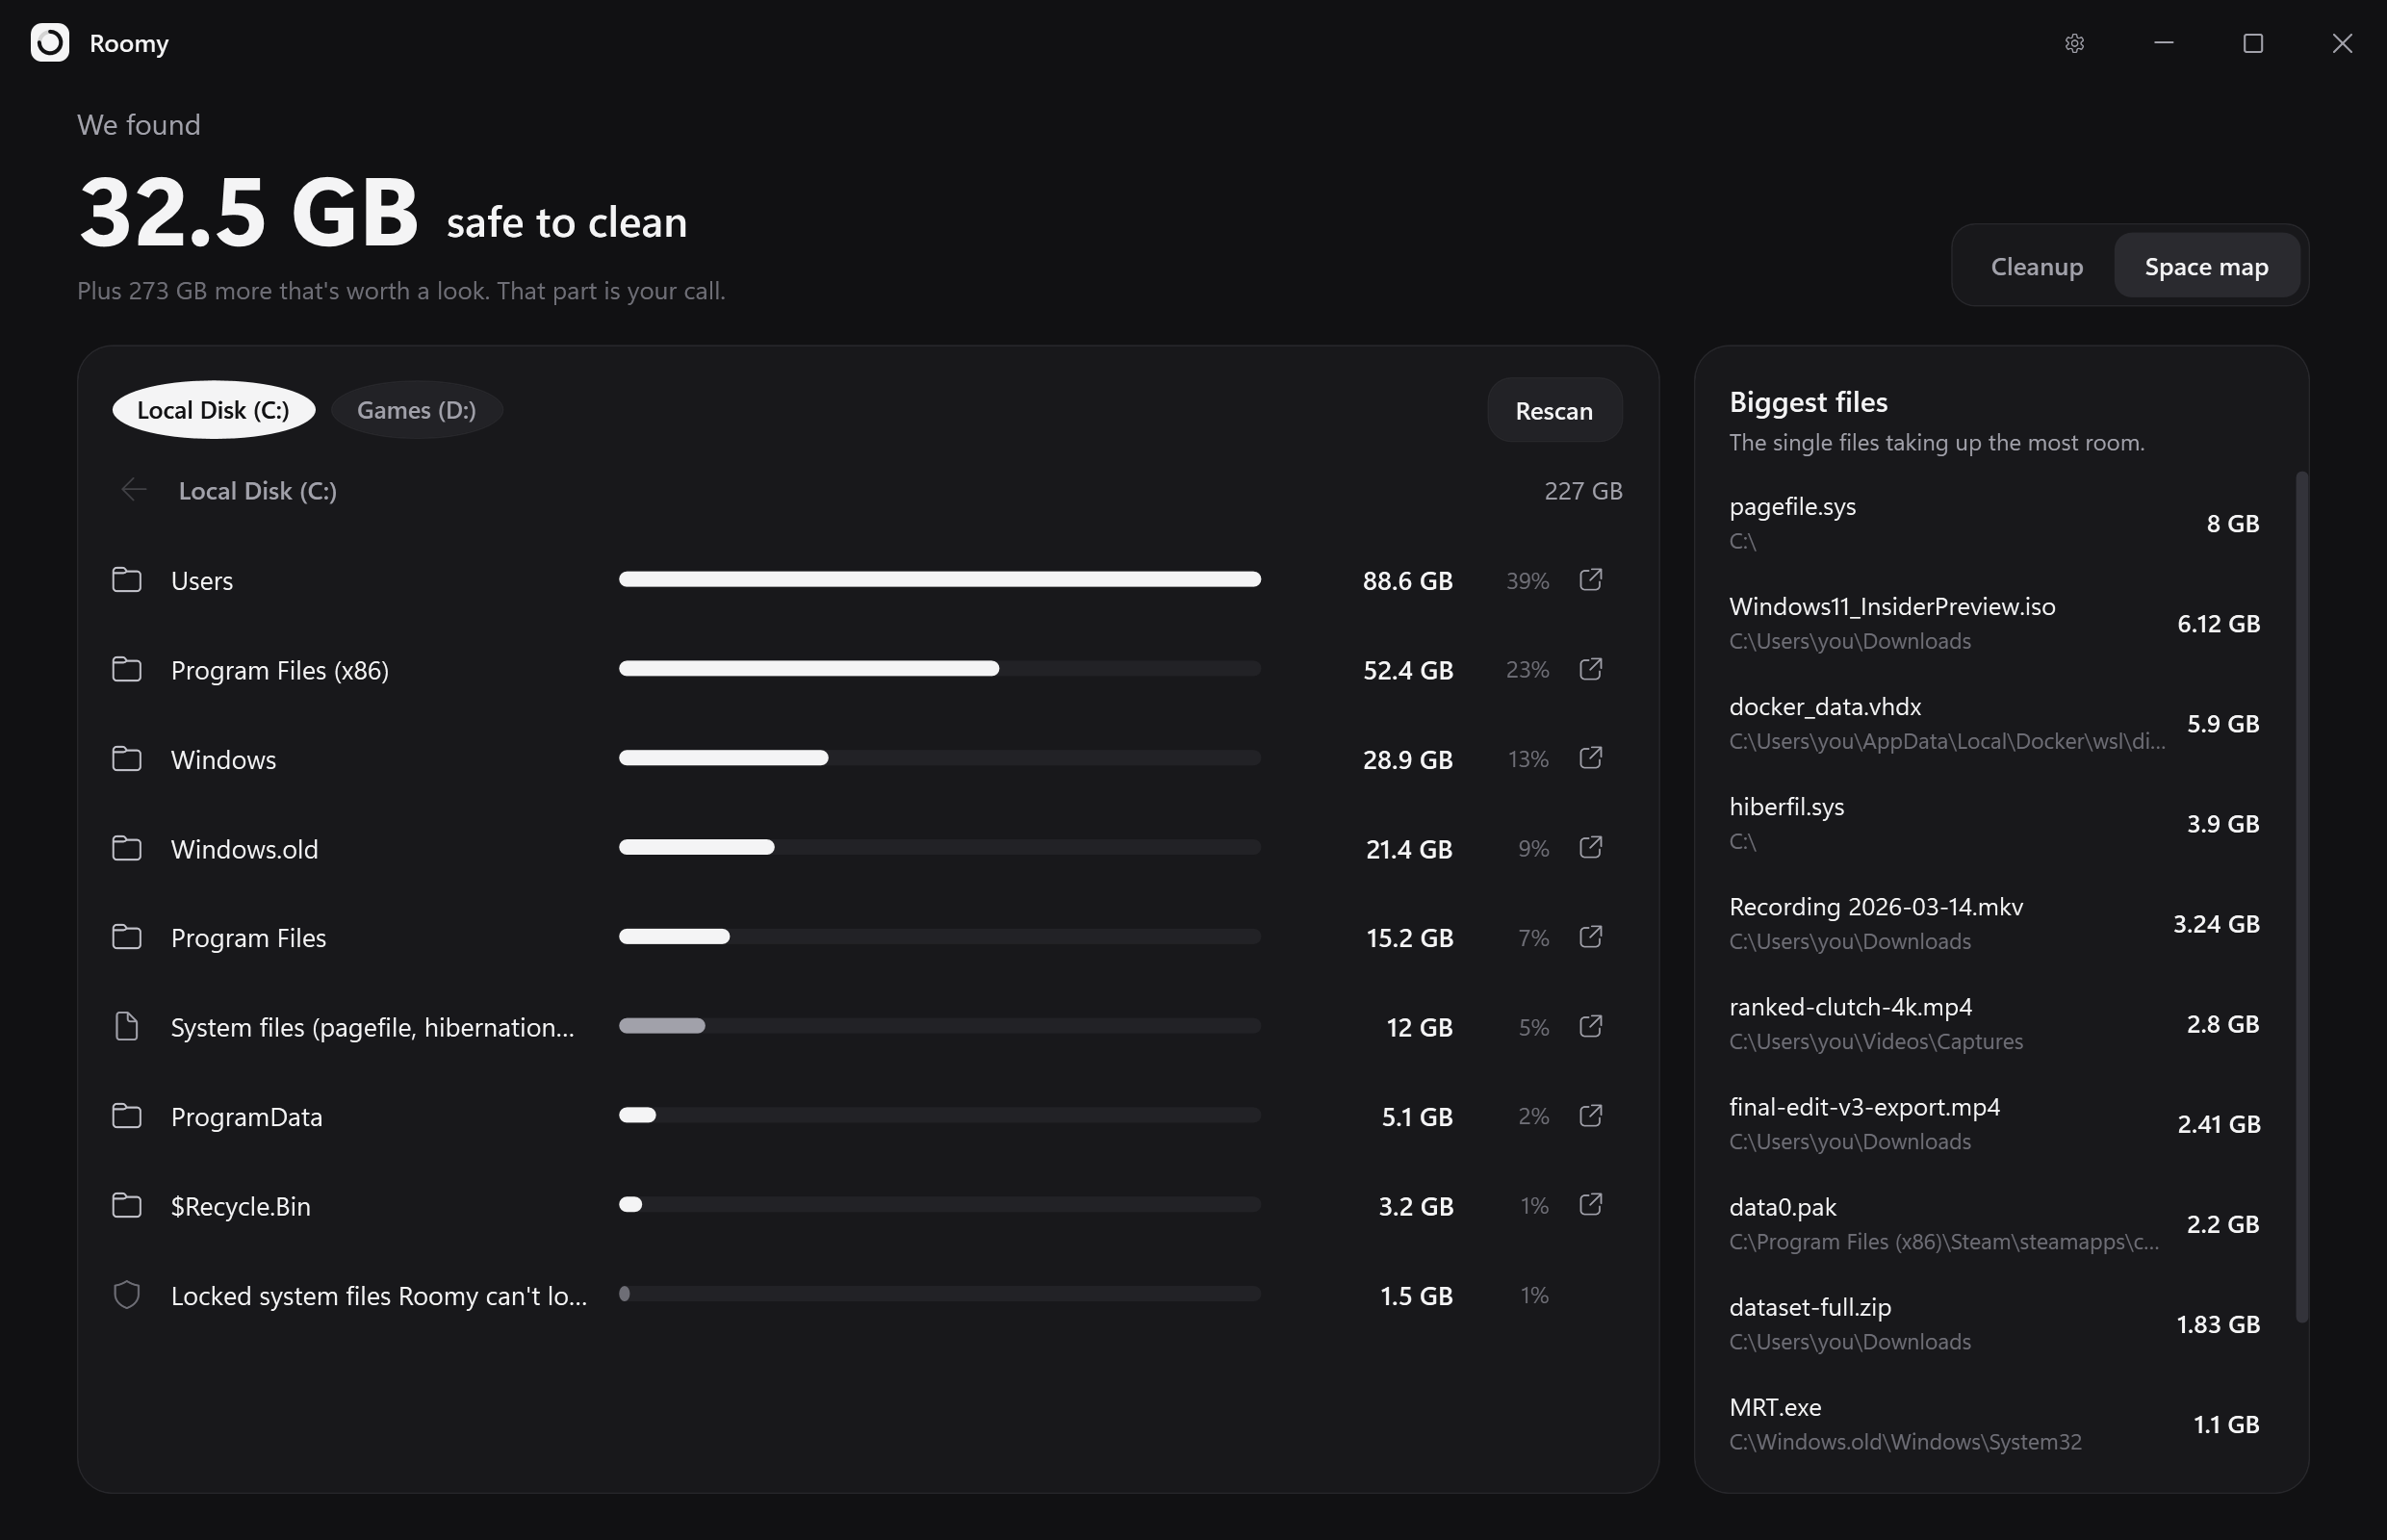 Roomy
We found
32.5 GB safe to clean
Plus 273 GB more that's worth a look. That part is your call.
Cleanup
Space map
Local Disk (C:)
Games (D:)
Rescan
Local Disk (C:)
227 GB
Users 88.6 GB 39%
Program Files (x86) 52.4 GB 23%
Windows 28.9 GB 13%
Windows.old 21.4 GB 9%
Program Files 15.2 GB 7%
System files (pagefile, hibernation... 12 GB 5%
ProgramData 5.1 GB 2%
$Recycle.Bin 3.2 GB 1%
Locked system files Roomy can't lo... 1.5 GB 1%
Biggest files
The single files taking up the most room.
pagefile.sys
C:\
8 GB
Windows11_InsiderPreview.iso
C:\Users\you\Downloads
6.12 GB
docker_data.vhdx
C:\Users\you\AppData\Local\Docker\wsl\di...
5.9 GB
hiberfil.sys
C:\
3.9 GB
Recording 2026-03-14.mkv
C:\Users\you\Downloads
3.24 GB
ranked-clutch-4k.mp4
C:\Users\you\Videos\Captures
2.8 GB
final-edit-v3-export.mp4
C:\Users\you\Downloads
2.41 GB
data0.pak
C:\Program Files (x86)\Steam\steamapps\c...
2.2 GB
dataset-full.zip
C:\Users\you\Downloads
1.83 GB
MRT.exe
C:\Windows.old\Windows\System32
1.1 GB